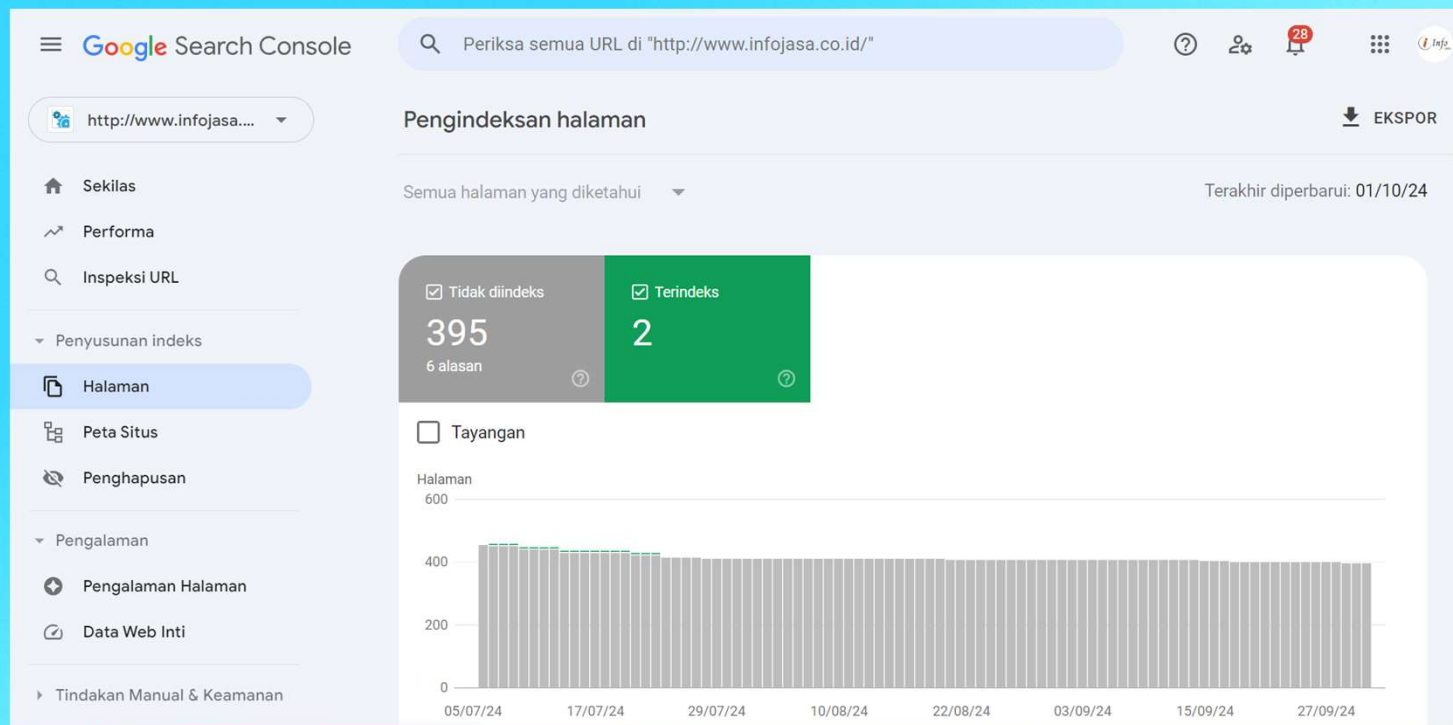 Google Search Console
Periksa semua URL di "http://www.infojasa.co.id/"
28
http://www.infojasa....
Pengindeksan halaman
EKSPOR
Sekilas
Performa
Inspeksi URL
Penyusunan indeks
Halaman
Peta Situs
Penghapusan
Pengalaman
Pengalaman Halaman
Data Web Inti
Tindakan Manual & Keamanan
Semua halaman yang diketahui
Terakhir diperbarui: 01/10/24
Tidak diindeks
395
6 alasan
Terindeks
2
Tayangan
Halaman
600
400
200
0
05/07/24 17/07/24 29/07/24 10/08/24 22/08/24 03/09/24 15/09/24 27/09/24